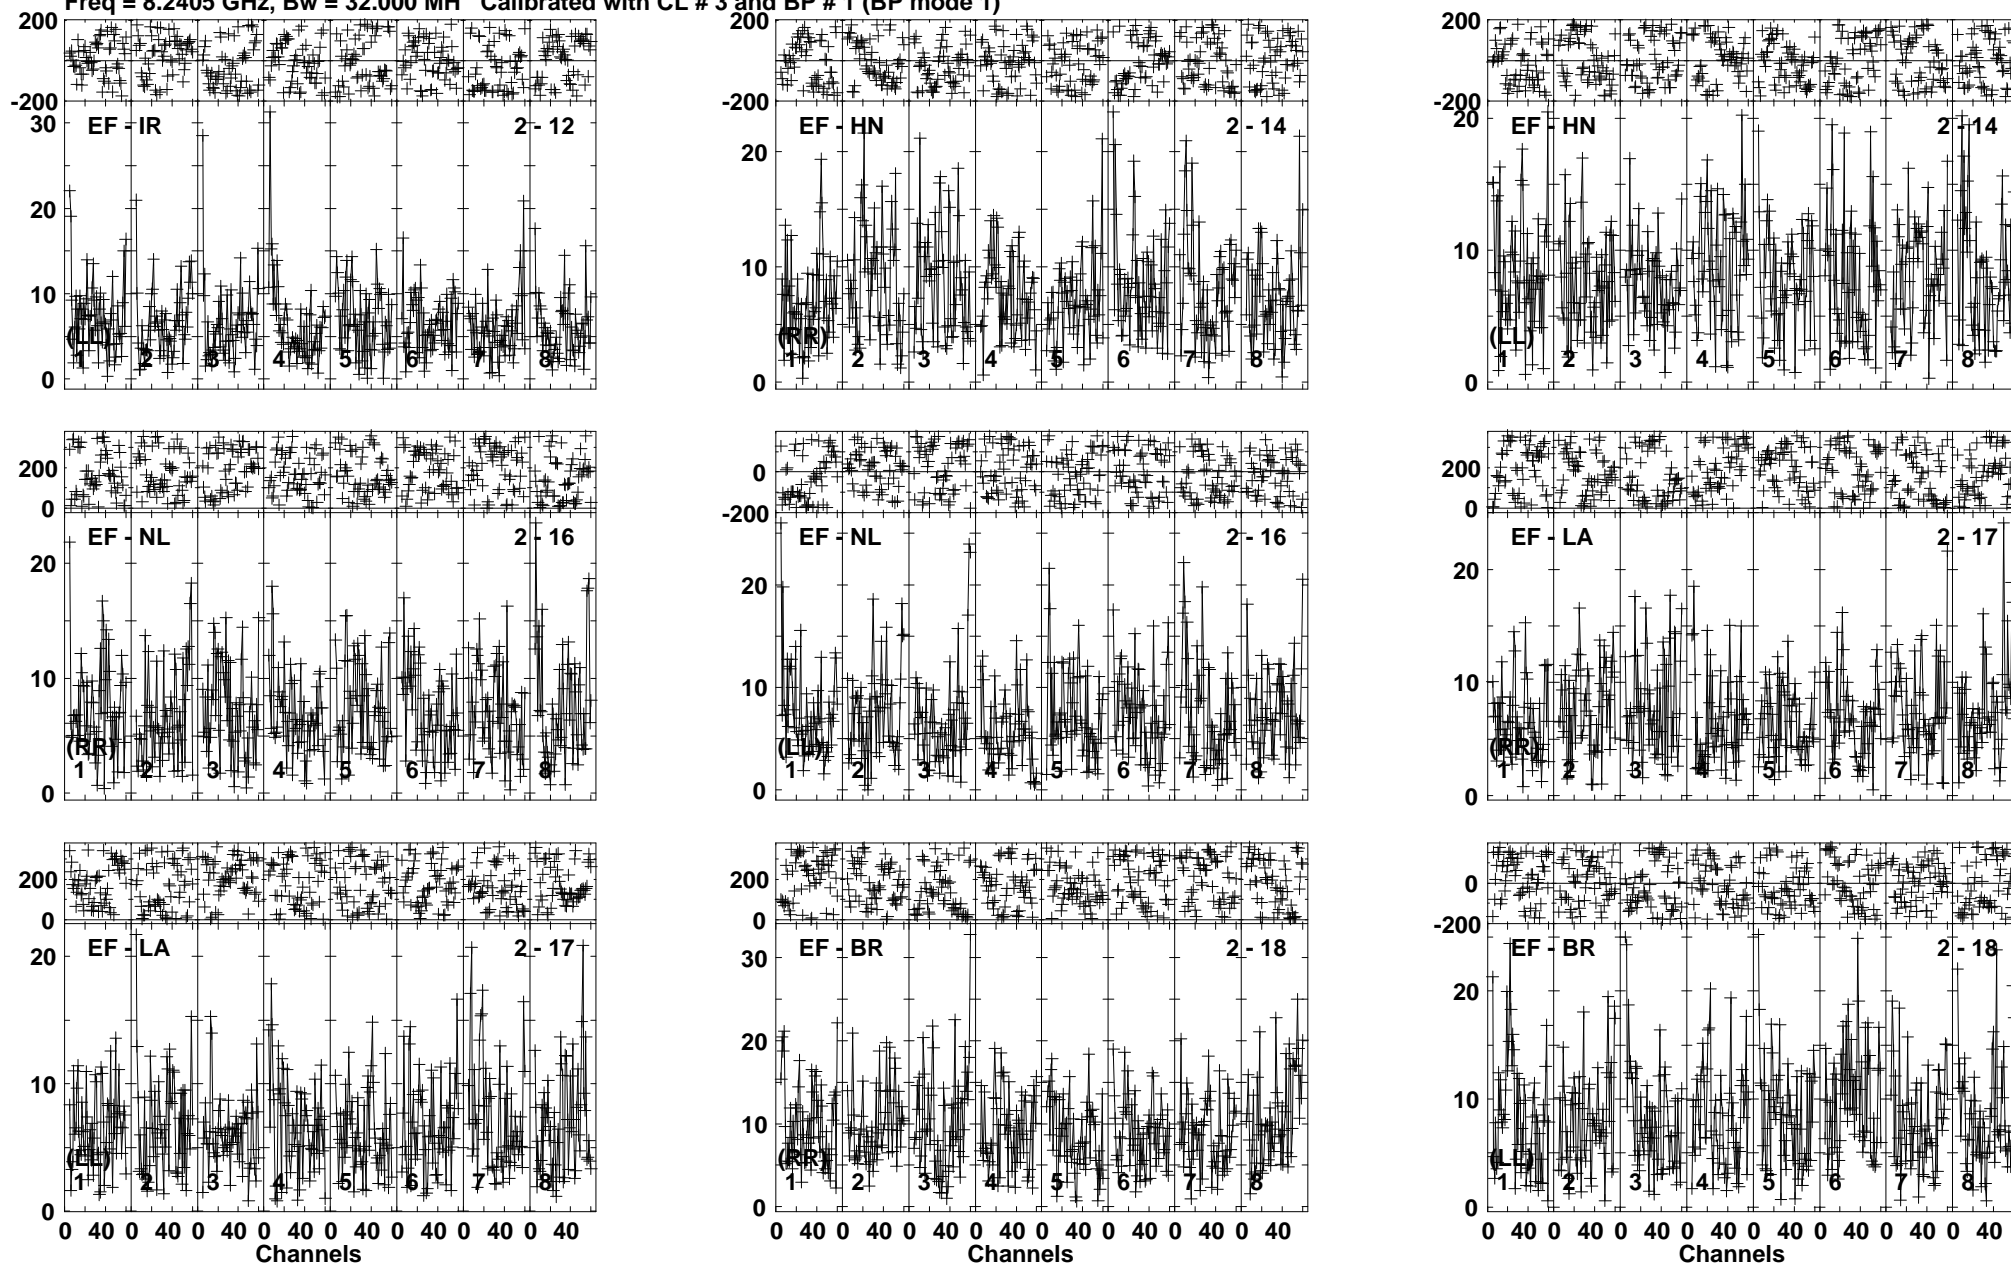 Freq = 8.2405 GHz, Bw = 32.000 MH Calibrated with CL # 3 and BP # 1 (BP mode 1)
200 200 200
-200 -200 -200
30 EF - IR 2 - 12 EF - HN 2 - 14 20 EF - HN 2 - 14
20 20
10 10 10
(LL) (RR) (LL)
1 2 3 4 5 6 7 8 1 2 3 4 5 6 7 8 1 2 3 4 5 6 7 8
0 0 0
200 0 200
0 -200 0
EF - NL 2 - 16 EF - NL 2 - 16 EF - LA 2 - 17
20 20 20
10 10 10
(RR) (LL) (RR)
1 2 3 4 5 6 7 8 1 2 3 4 5 6 7 8 1 2 3 4 5 6 7 8
0 0 0
200 200 0
0 0 -200
EF - LA 2 - 17 EF - BR 2 - 18 EF - BR 2 - 18
20 30 20
10 20 10
10
(LL) (RR) (LL)
1 2 3 4 5 6 7 8 1 2 3 4 5 6 7 8 1 2 3 4 5 6 7 8
0 0 0
0 40 0 40 0 40 0 40 0 40 0 40 0 40 0 40 0 40 0 40 0 40 0 40 0 40 0 40 0 40 0 40 0 40 0 40 0 40 0 40 0 40 0 40 0 40 0 40
Channels Channels Channels